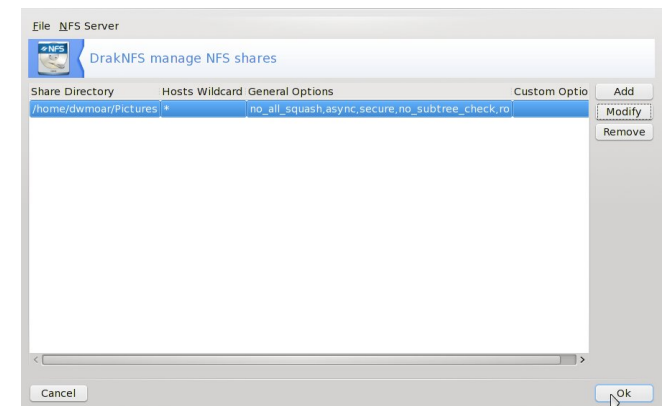 File NFS Server
NFS
DrakNFS manage NFS shares
Share Directory Hosts Wildcard General Options Custom Optio
/home/dwmoar/Pictures * no_all_squash,async,secure,no_subtree_check,ro
Add
Modify
Remove
Cancel Ok